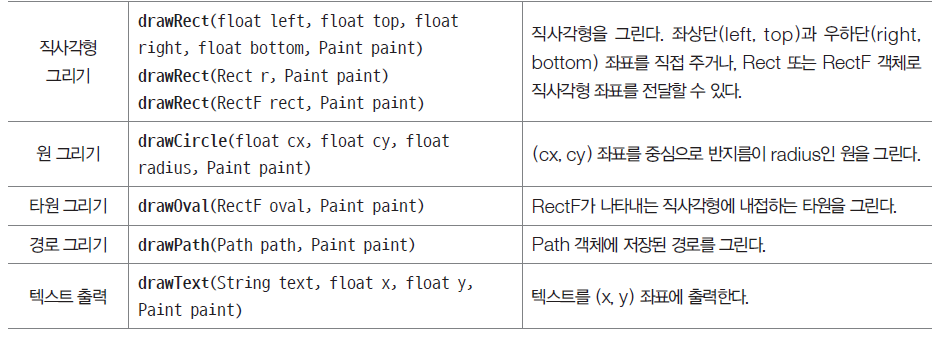 직사각형
그리기
drawRect(float left, float top, float
right, float bottom, Paint paint)
drawRect(Rect r, Paint paint)
drawRect(RectF rect, Paint paint)
직사각형을 그린다. 좌상단(left, top)과 우하단(right,
bottom) 좌표를 직접 주거나, Rect 또는 RectF 객체로
직사각형 좌표를 전달할 수 있다.
원 그리기
drawCircle(float cx, float cy, float
radius, Paint paint)
(cx, cy) 좌표를 중심으로 반지름이 radius인 원을 그린다.
타원 그리기
drawOval(RectF oval, Paint paint)
RectF가 나타내는 직사각형에 내접하는 타원을 그린다.
경로 그리기
drawPath(Path path, Paint paint)
Path 객체에 저장된 경로를 그린다.
텍스트 출력
drawText(String text, float x, float y,
Paint paint)
텍스트를 (x, y) 좌표에 출력한다.